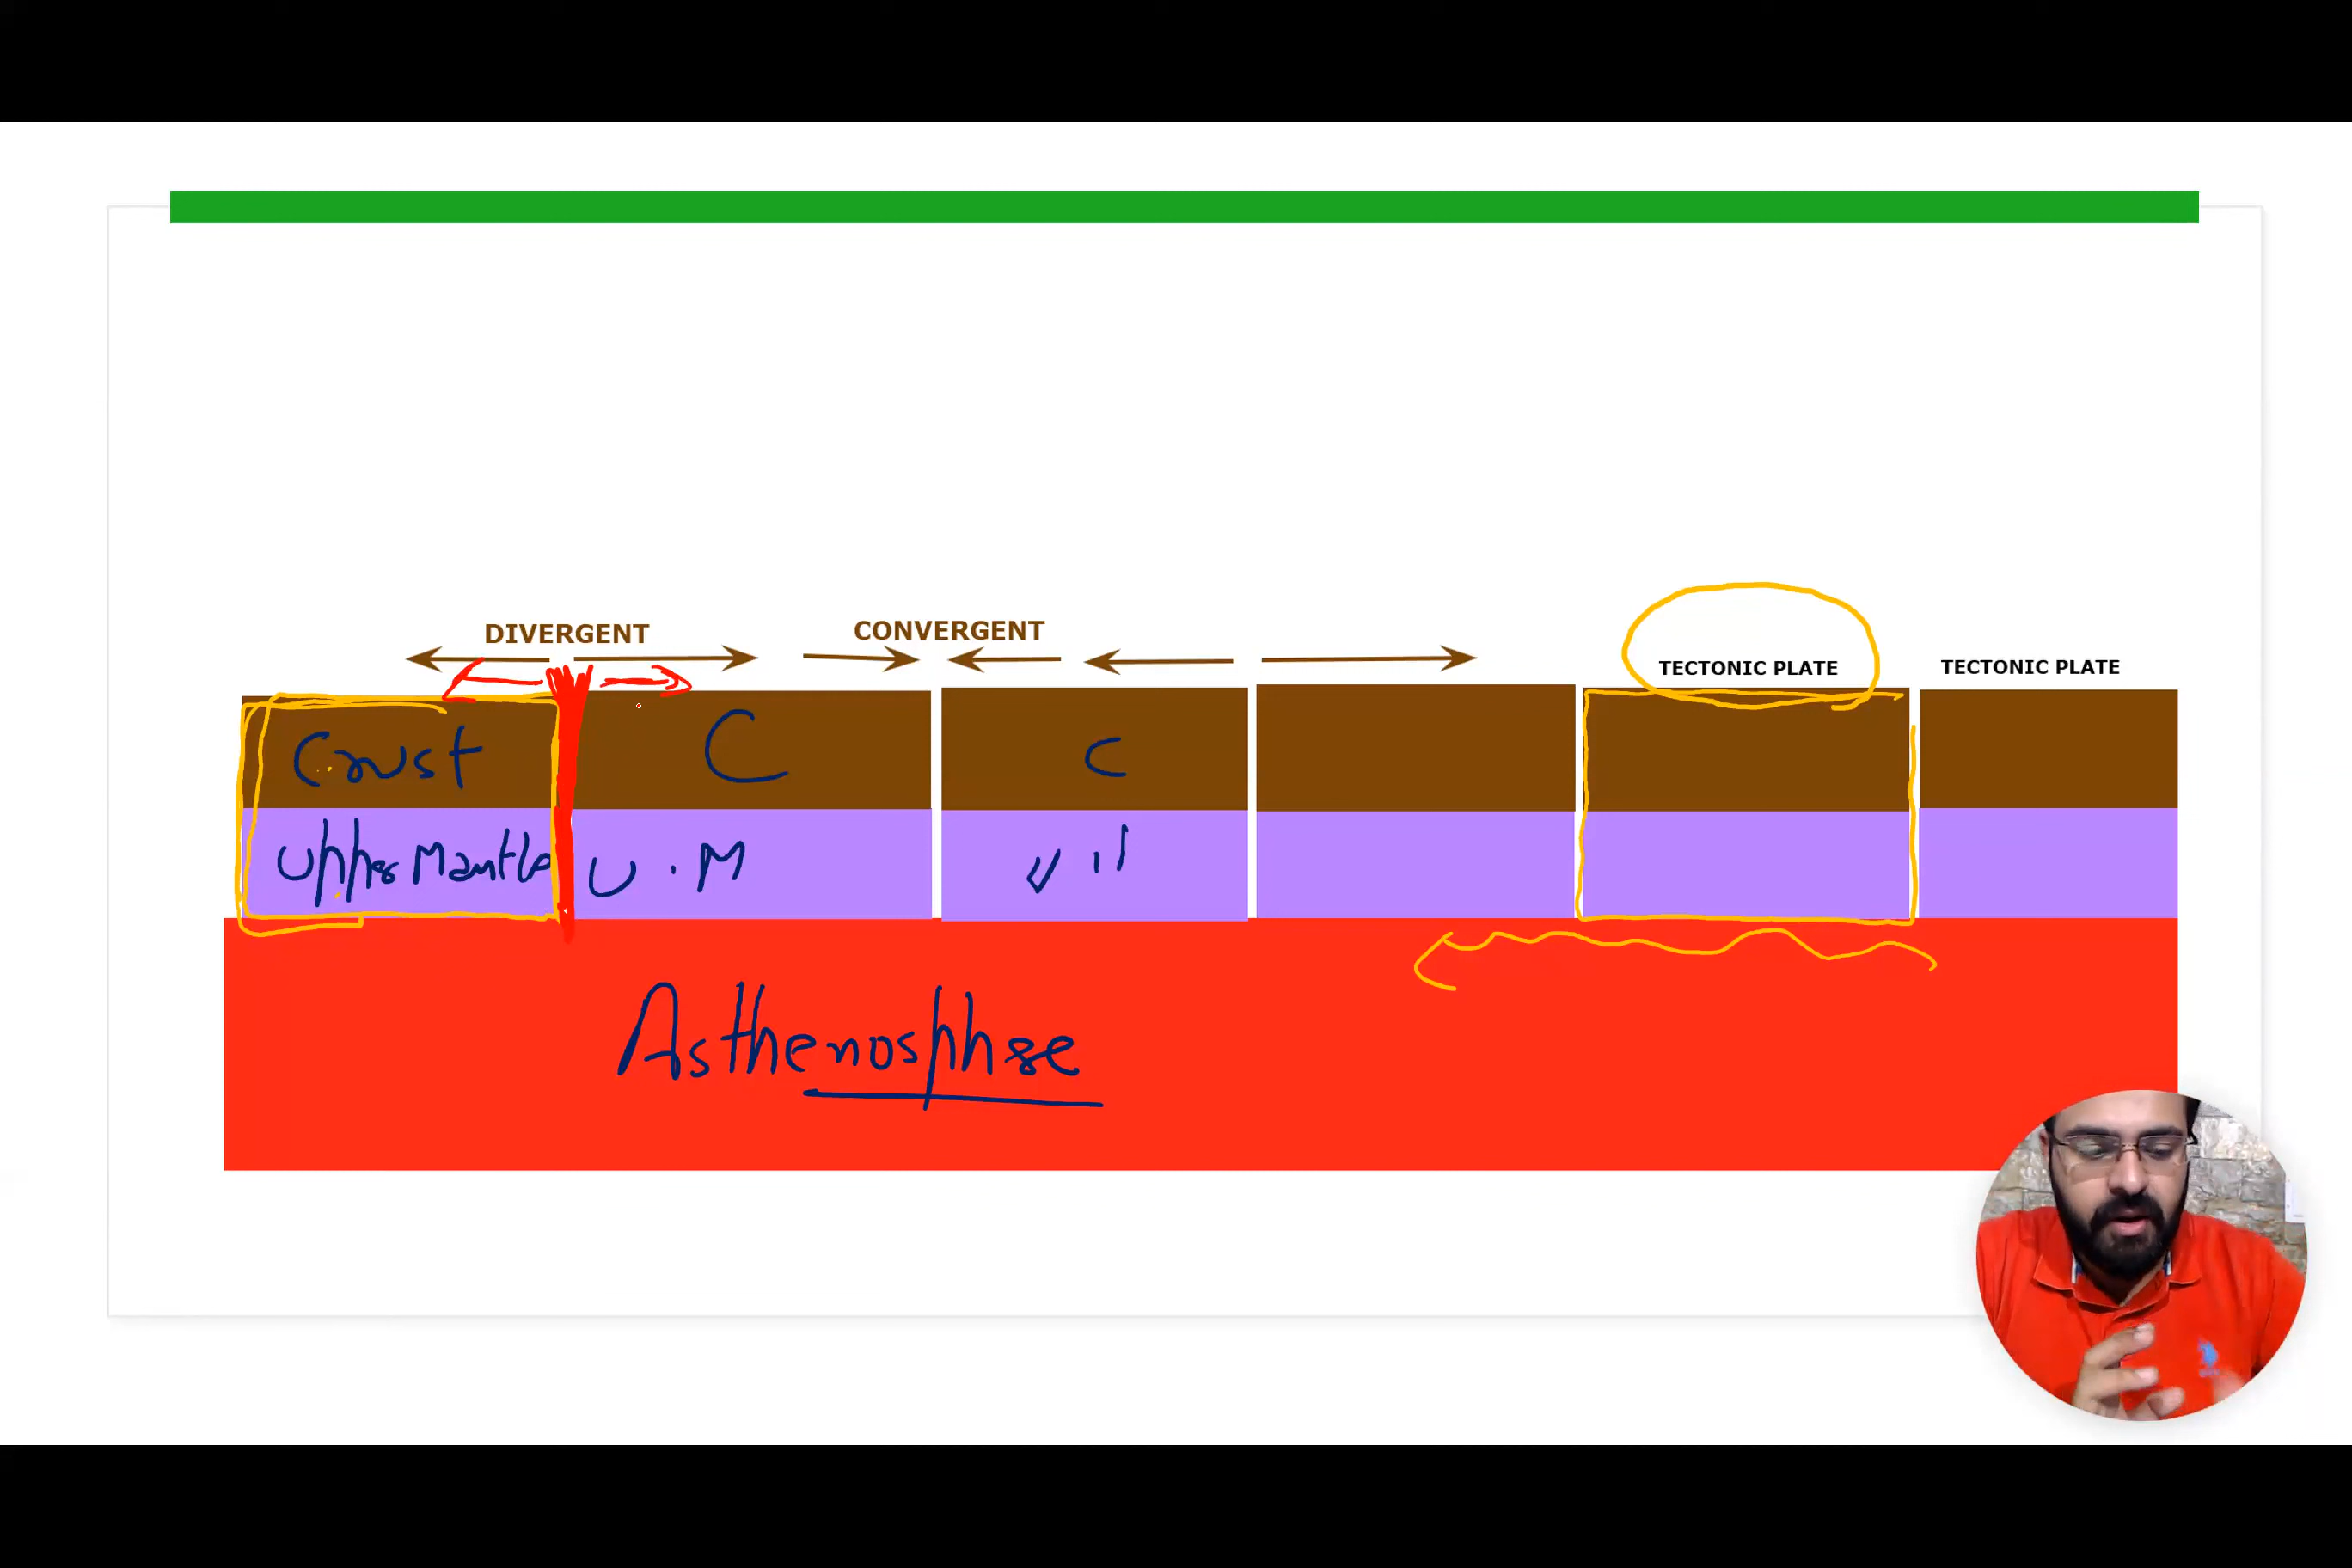 DIVERGENT
CONVERGENT
TECTONIC PLATE
TECTONIC PLATE
Crust
C
C
Upper Mantle
U.M
Asthenosphere